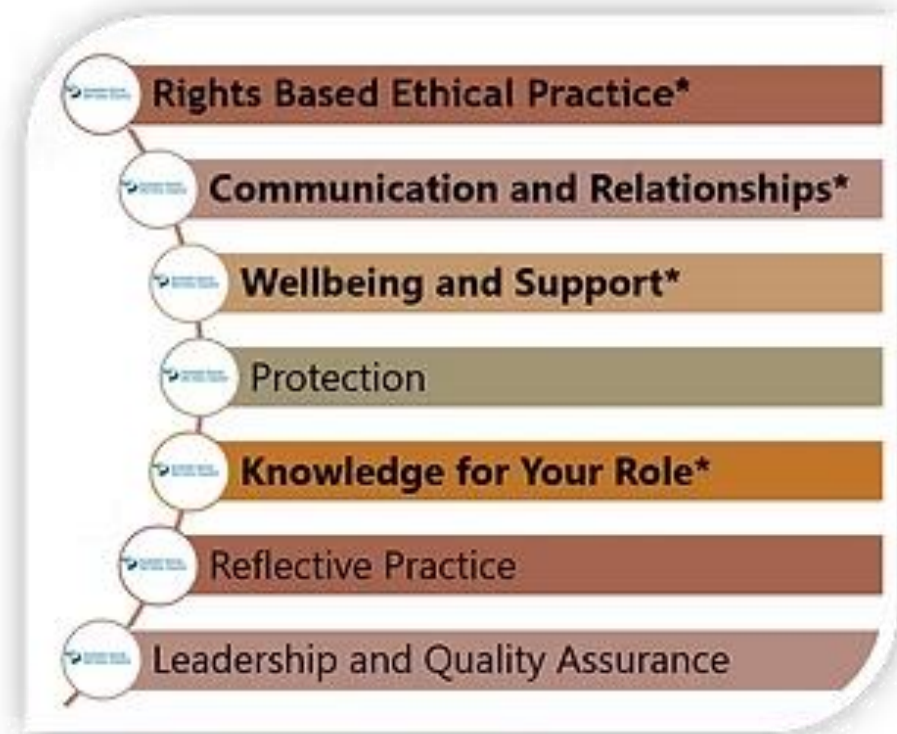 Rights Based Ethical Practice*
Communication and Relationships*
Wellbeing and Support*
Protection
Knowledge for Your Role*
Reflective Practice
Leadership and Quality Assurance